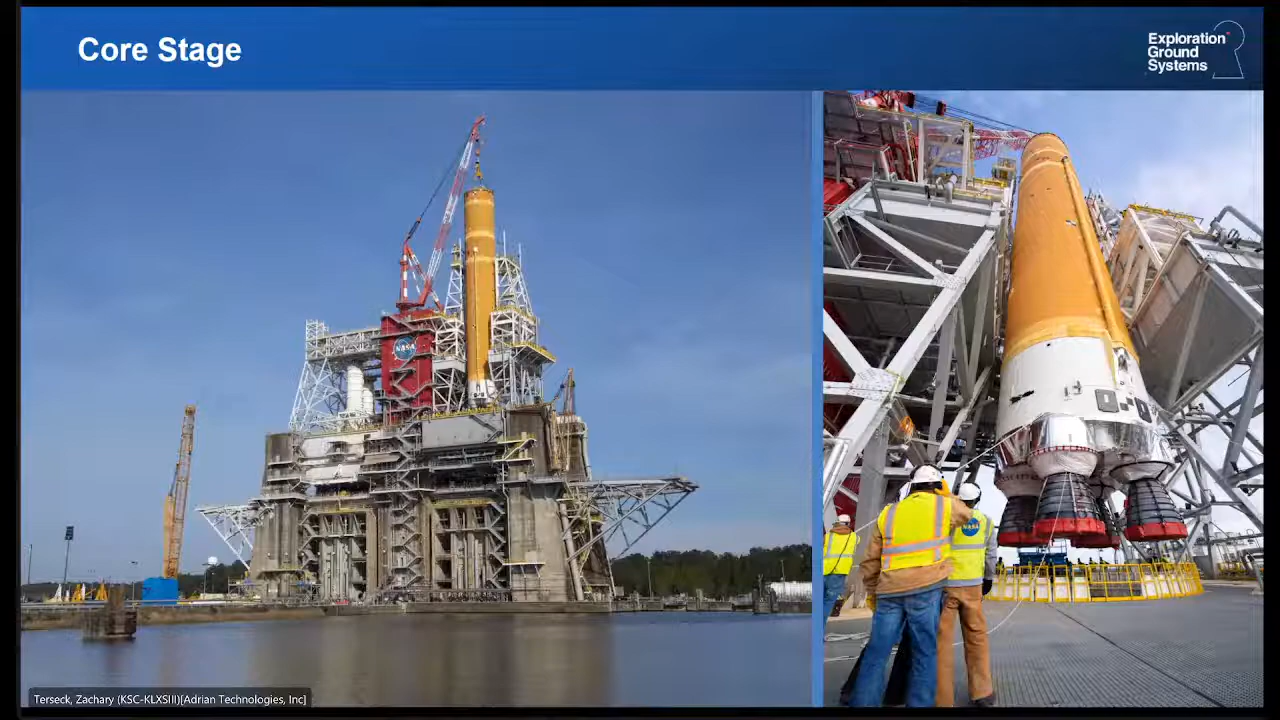 Core Stage
Exploration
Ground
Systems
NASA
NASA
Terseck, Zachary (KSC-KLXSIII)[Adrian Technologies, Inc]